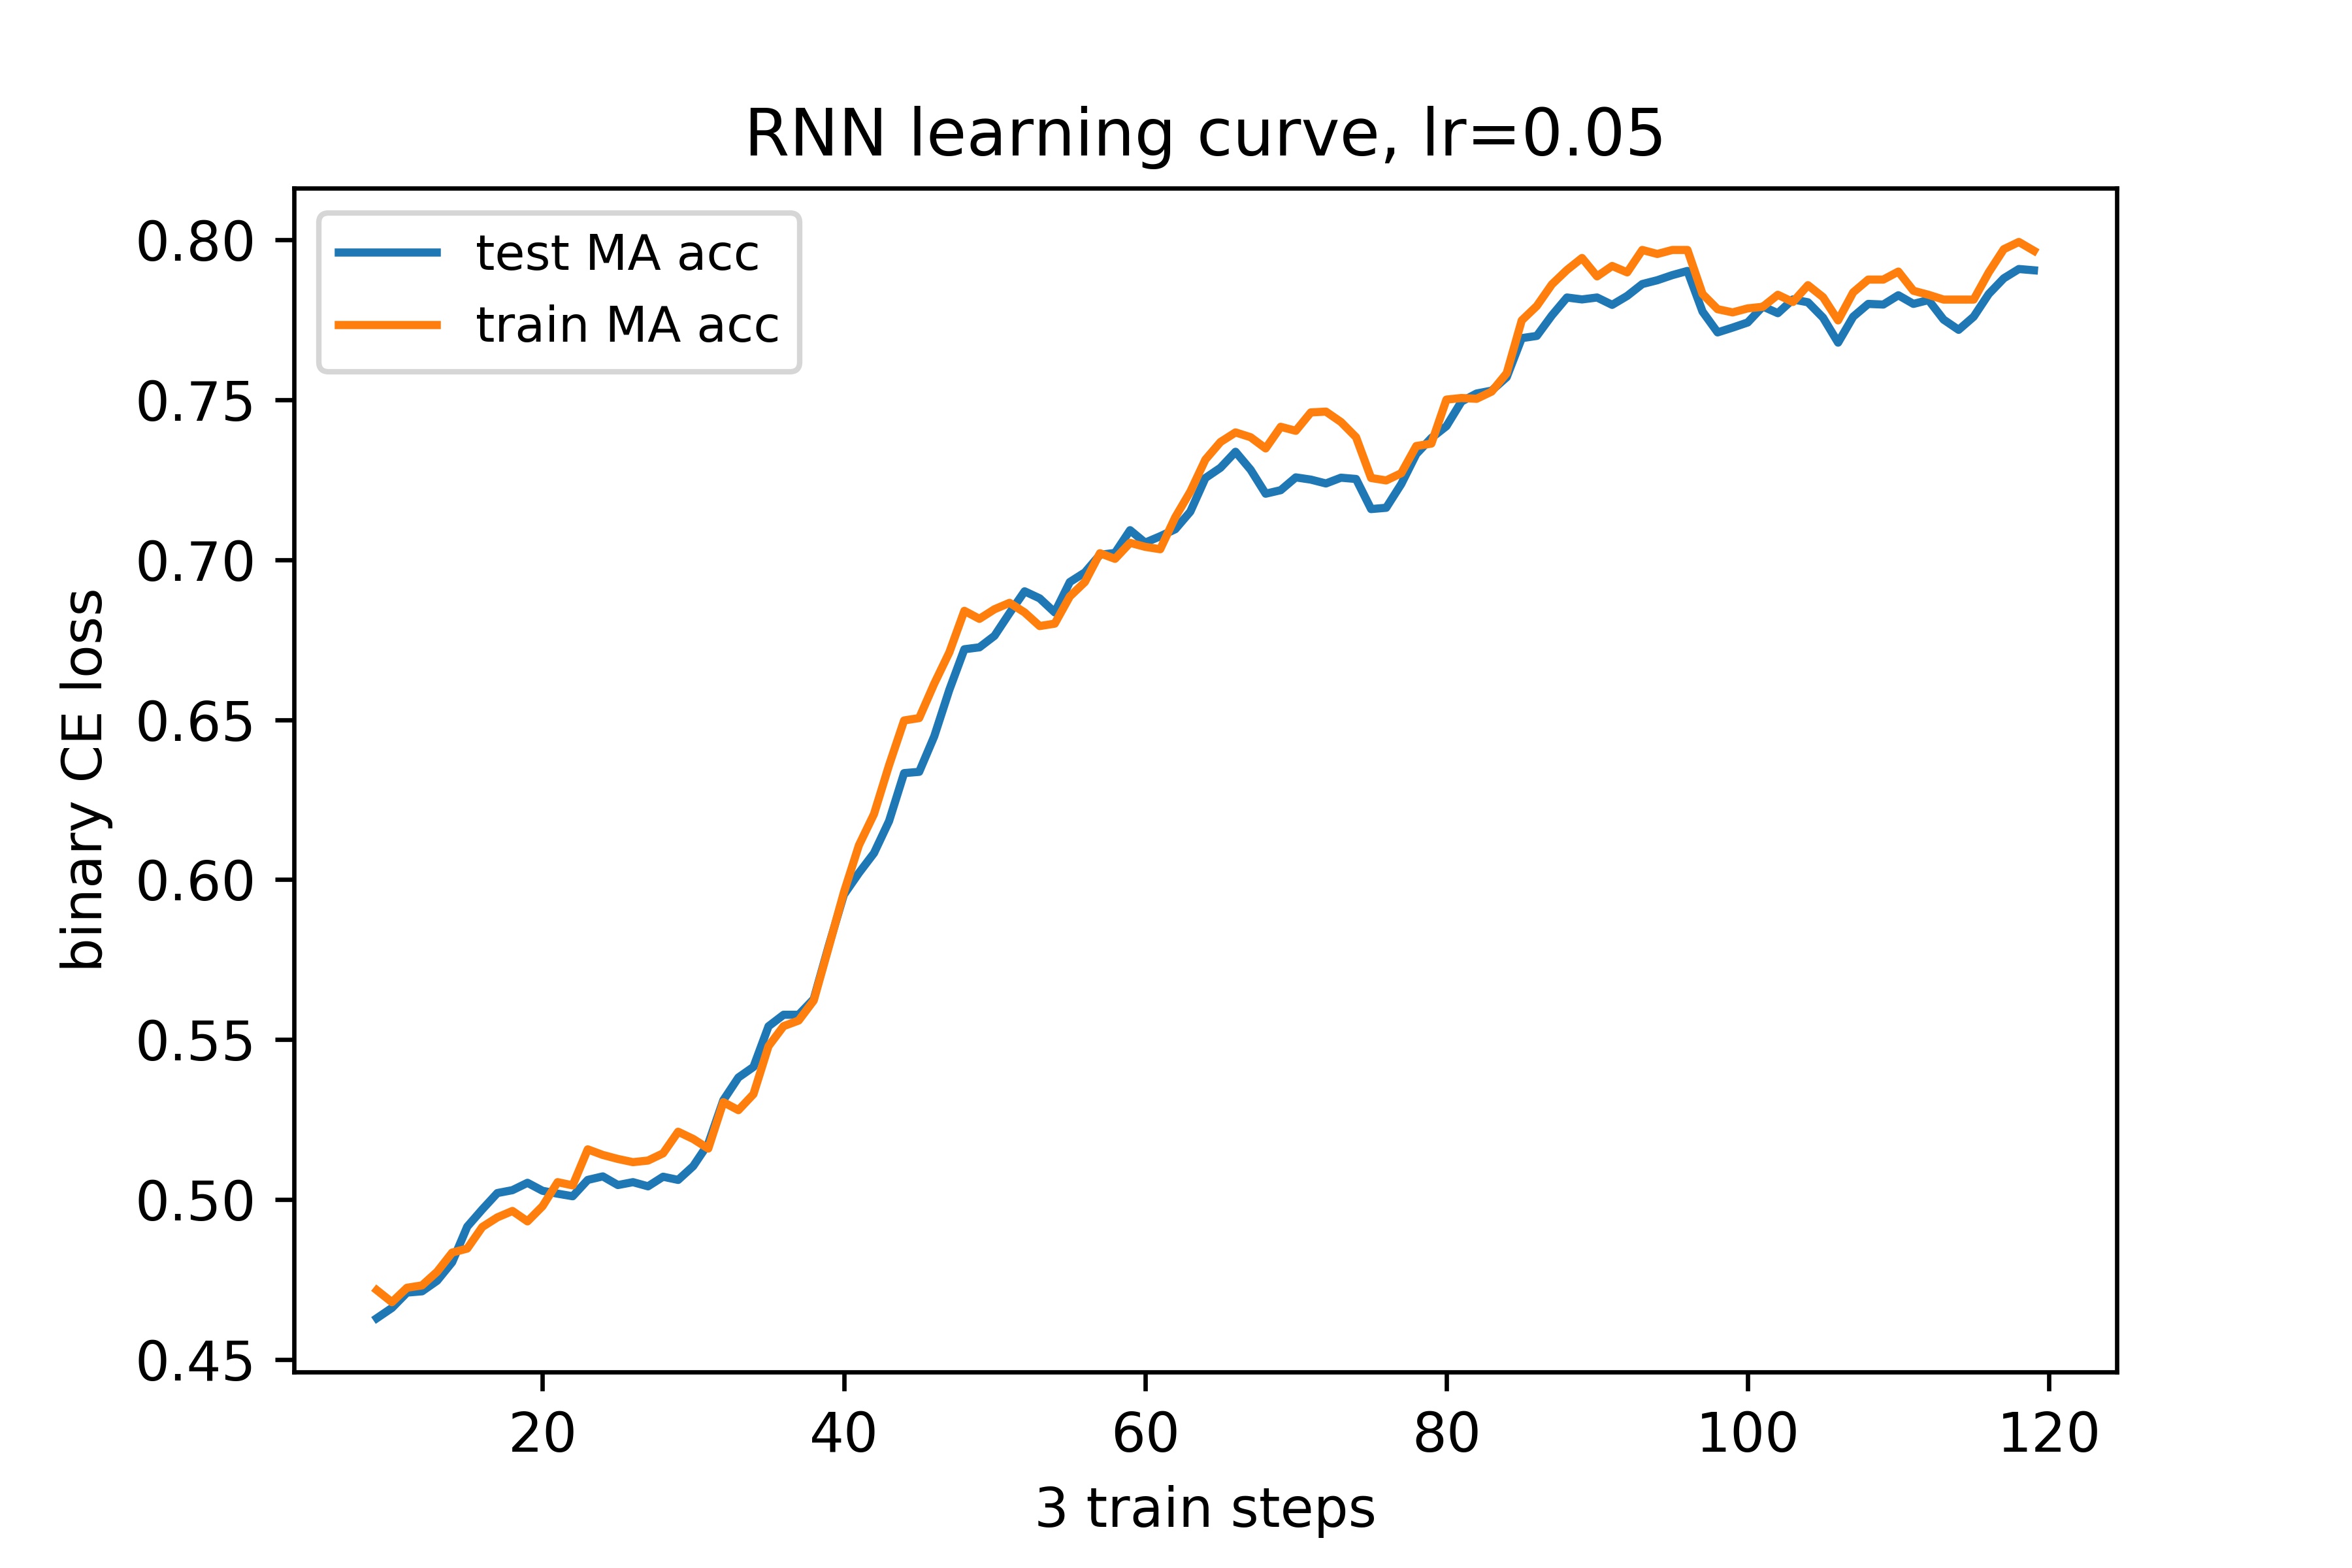 RNN learning curve, lr=0.05
test MA acc
train MA acc
0.80
0.75
0.70
0.65
0.60
0.55
0.50
0.45
binary CE loss
20 40 60 80 100 120
3 train steps